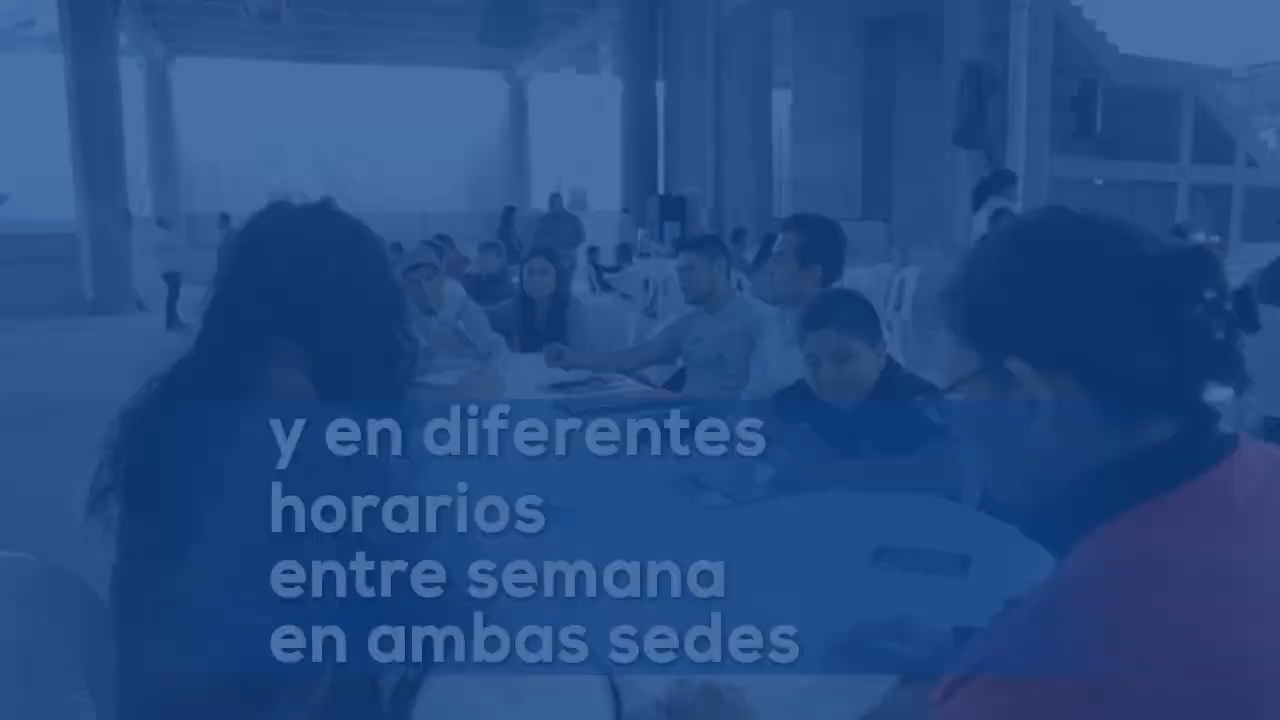 y en diferentes
horarios
entre semana
en ambas sedes